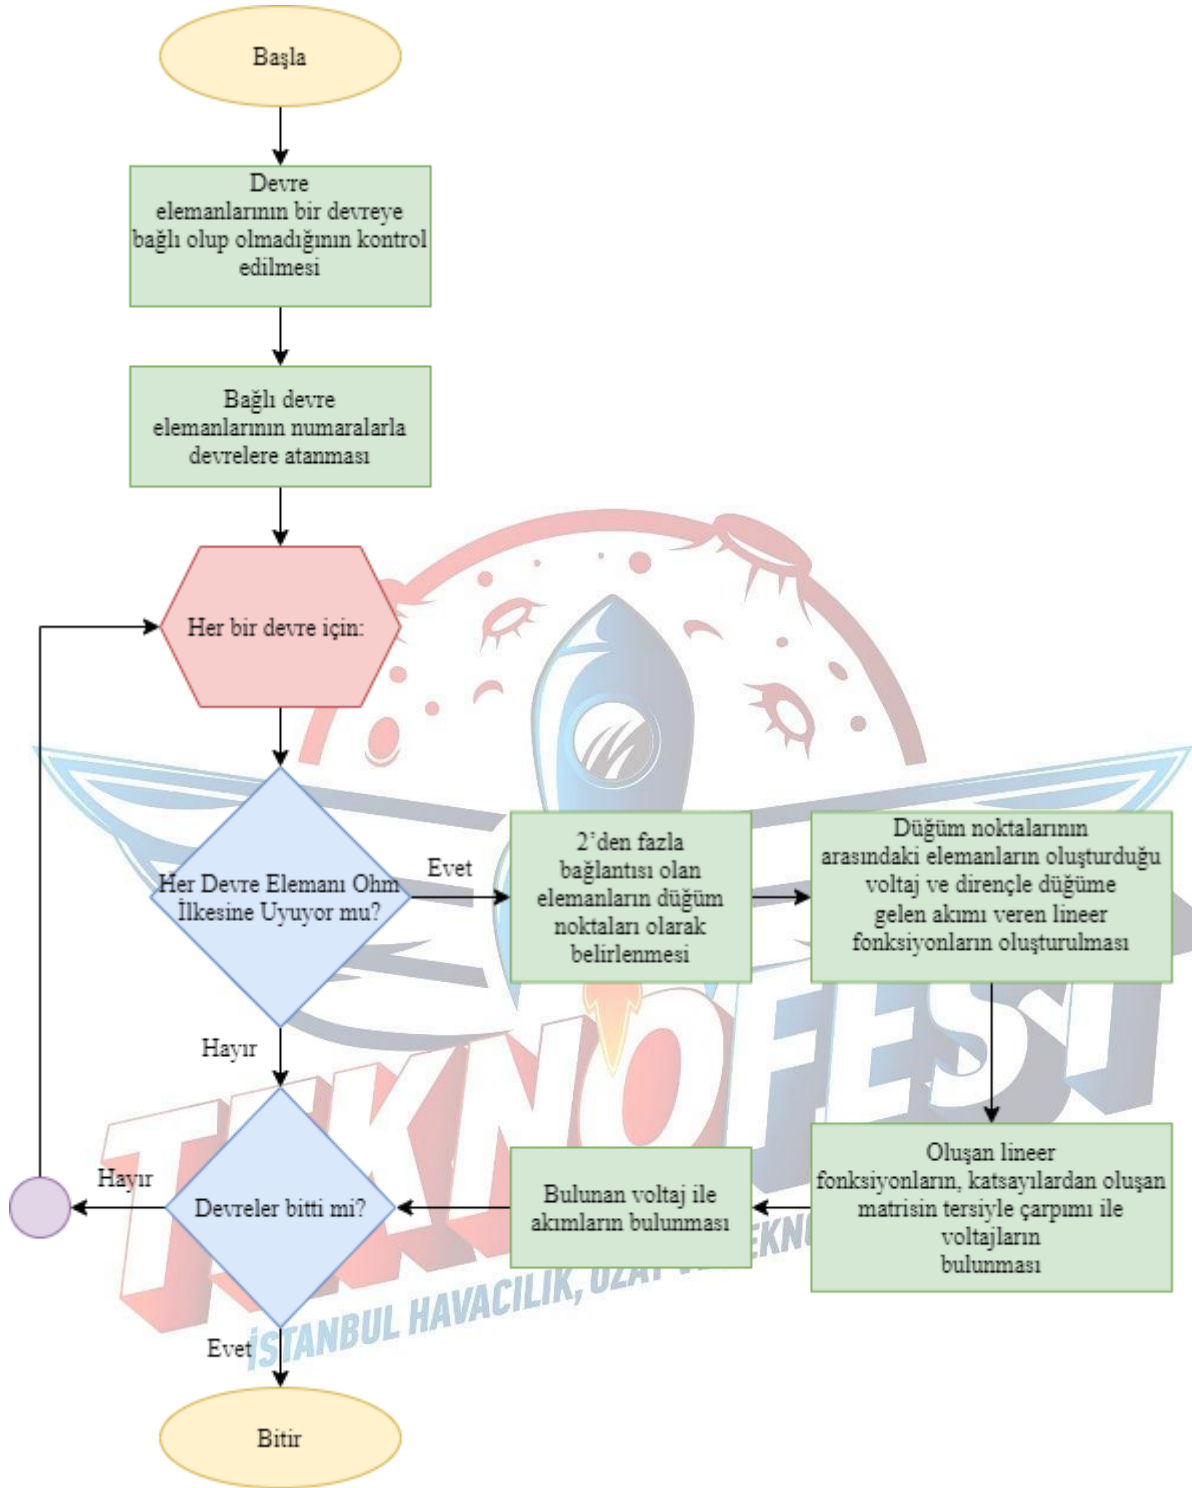 Başla
Devre
elemanlarının bir devreye
bağlı olup olmadığının kontrol
edilmesi
Bağlı devre
elemanlarının numaralarla
devrelere atanması
Her bir devre için:
Her Devre Elemanı Ohm
İlkesine Uyuyor mu?
Evet
2'den fazla
bağlantısı olan
elemanların düğüm
noktaları olarak
belirlenmesi
Düğüm noktalarının
arasındaki elemanların oluşturduğu
voltaj ve dirençle düğüme
gelen akımı veren lineer
fonksiyonların oluşturulması
Hayır
Oluşan lineer
fonksiyonların, katsayılardan oluşan
matrisin tersiyle çarpımı ile
voltajların
bulunması
Bulunan voltaj ile
akımların bulunması
Devreler bitti mi?
Hayır
Evet
Bitir
TEKNOFEST
İSTANBUL HAVACILIK, UZAY